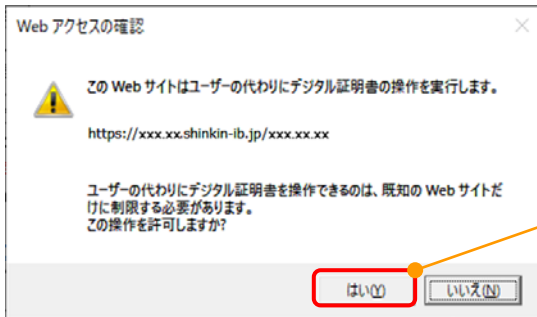 Web アクセスの確認
この Web サイトはユーザーの代わりにデジタル証明書の操作を実行します。
https://xxx.xx.shinkin-ib.jp/xxx.xx.xx
ユーザーの代わりにデジタル証明書を操作できるのは、既知の Web サイトだ
けに制限する必要があります。
この操作を許可しますか?
はい(Y)
いいえ(N)